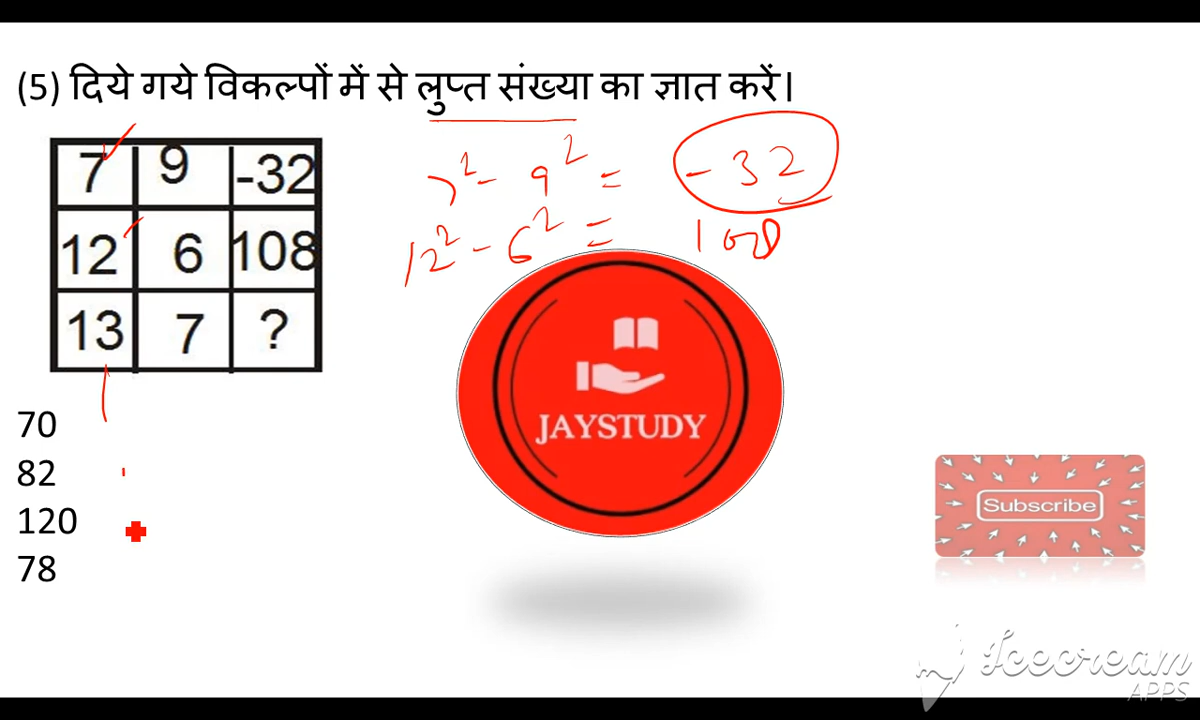 (5) दिये गये विकल्पों में से लुप्त संख्या का ज्ञात करें।
7 9 -32
12 6 108
13 7 ?
7² - 9² = -32
12² - 6² = 108
70
82
120
78
JAYSTUDY
Subscribe
Icecream
APPS